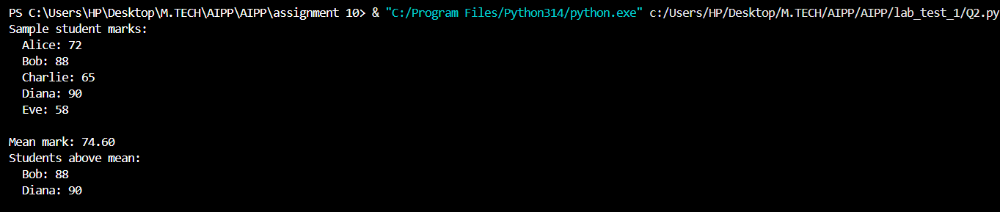 PS C:\Users\HP\Desktop\M.TECH\AIPP\AIPP\assignment 10> & "C:/Program Files/Python314/python.exe" c:/Users/HP/Desktop/M.TECH/AIPP/AIPP/lab_test_1/Q2.py
Sample student marks:
  Alice: 72
  Bob: 88
  Charlie: 65
  Diana: 90
  Eve: 58

Mean mark: 74.60
Students above mean:
  Bob: 88
  Diana: 90